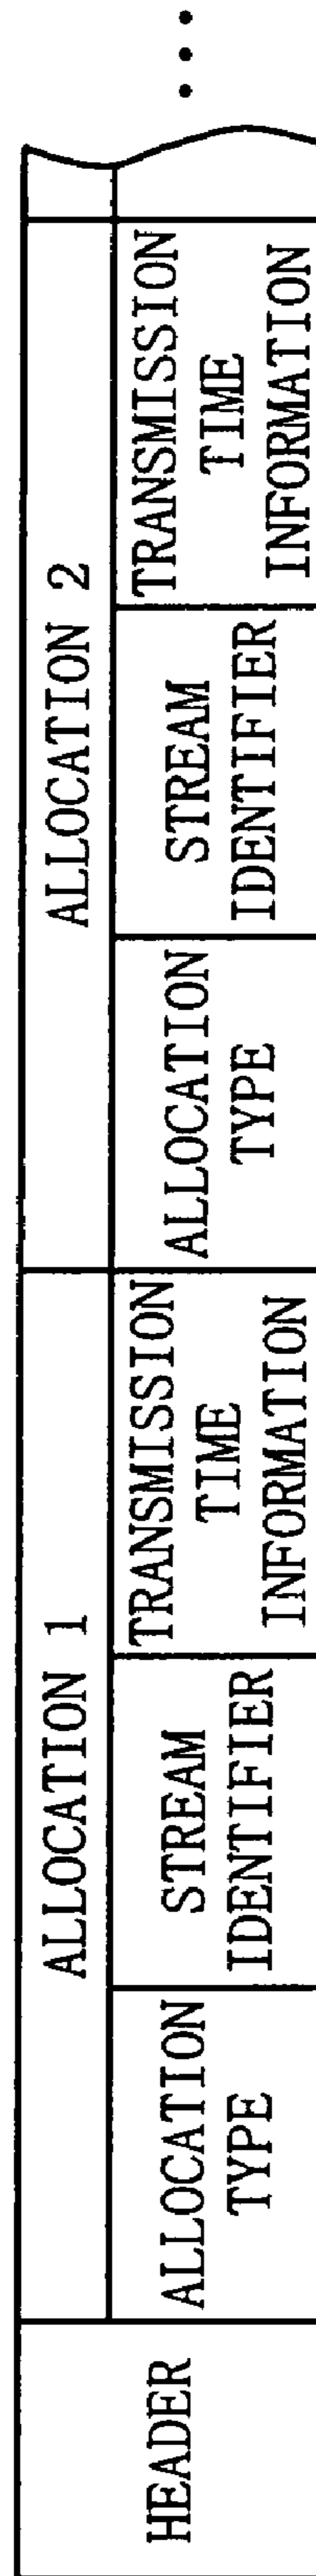 HEADER
ALLOCATION 1
ALLOCATION
TYPE
STREAM
IDENTIFIER
TRANSMISSION
TIME
INFORMATION
ALLOCATION 2
ALLOCATION
TYPE
STREAM
IDENTIFIER
TRANSMISSION
TIME
INFORMATION
...